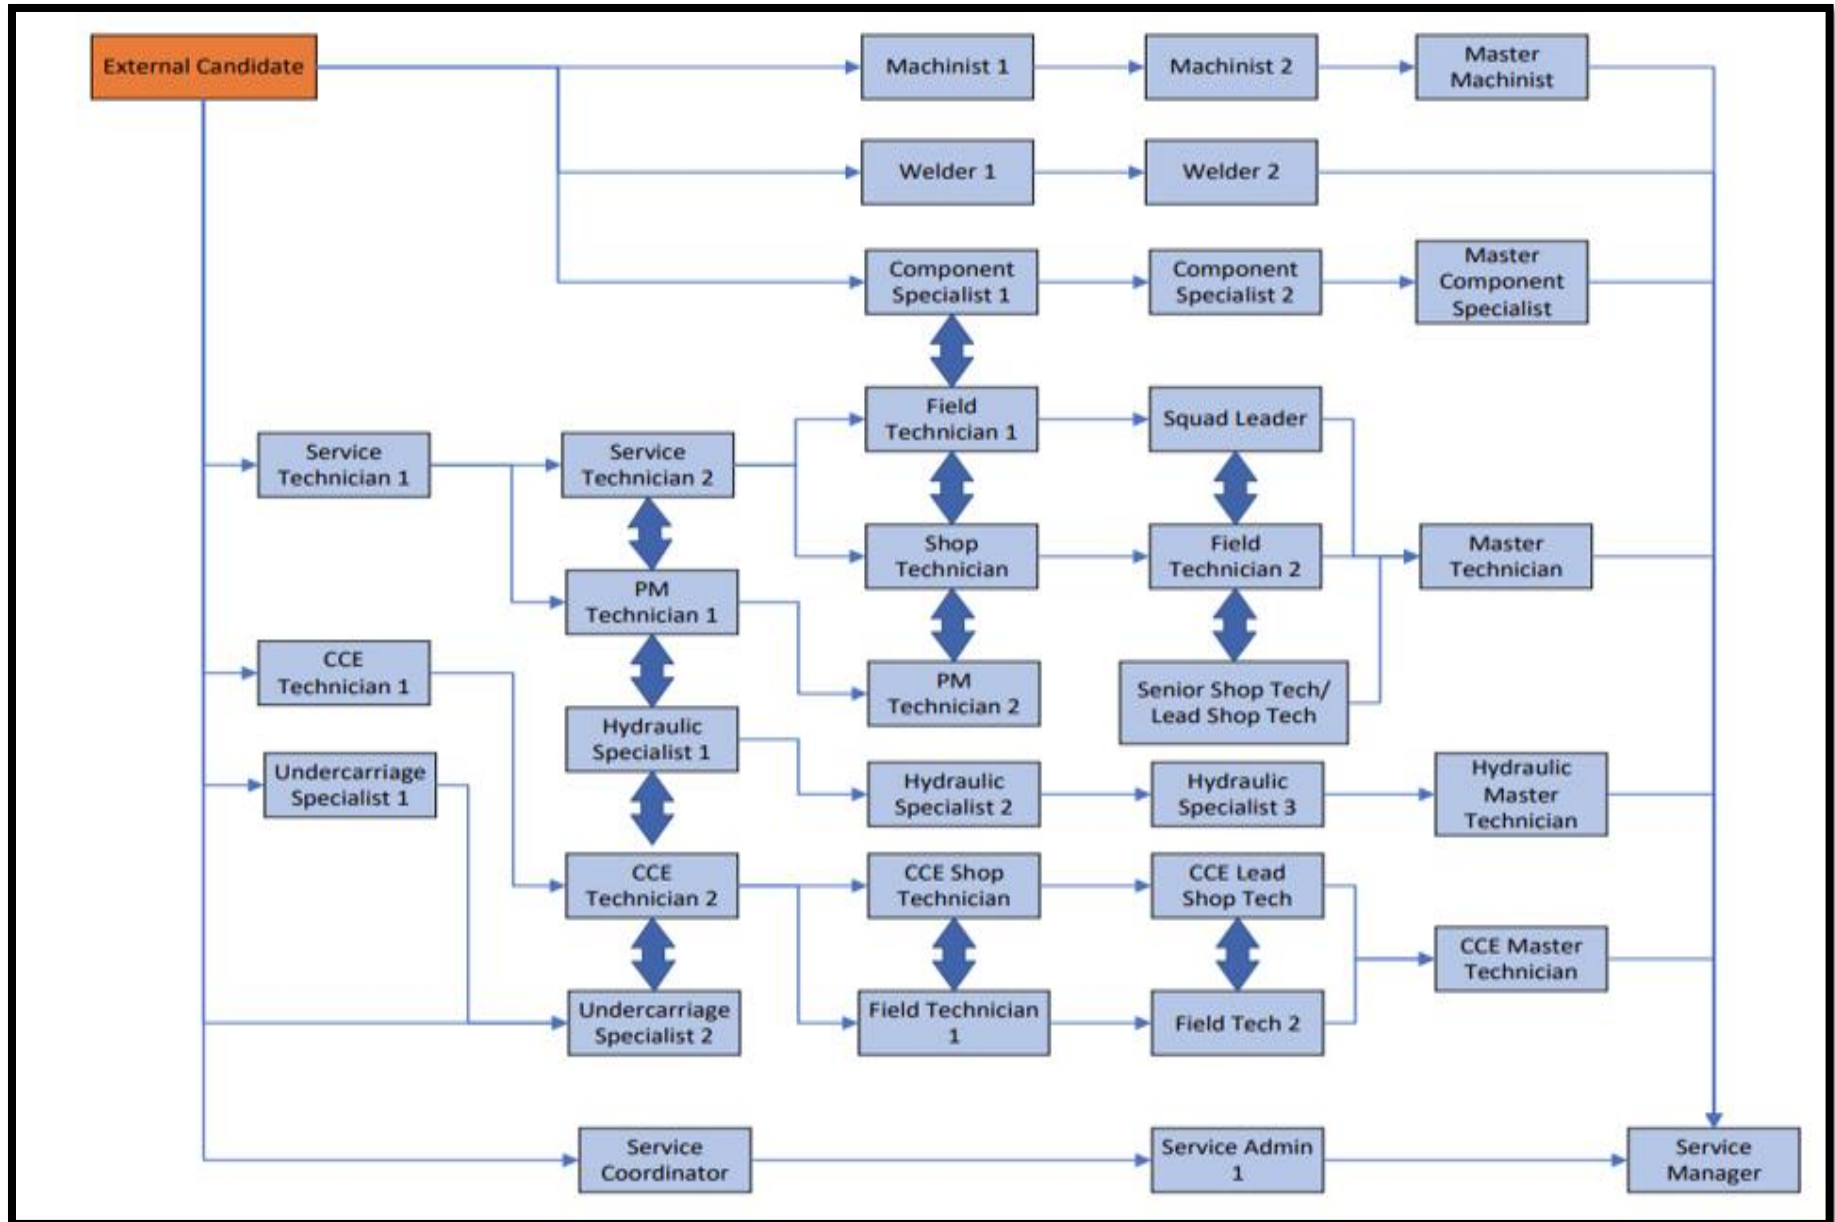 External Candidate
Machinist 1
Machinist 2
Master
Machinist
Welder 1
Welder 2
Component
Specialist 1
Component
Specialist 2
Master
Component
Specialist
Field
Technician 1
Squad Leader
Service
Technician 1
Service
Technician 2
Shop
Technician
Field
Technician 2
Master
Technician
PM
Technician 1
CCE
Technician 1
PM
Technician 2
Senior Shop Tech/
Lead Shop Tech
Hydraulic
Specialist 1
Undercarriage
Specialist 1
Hydraulic
Specialist 2
Hydraulic
Specialist 3
Hydraulic
Master
Technician
CCE
Technician 2
CCE Shop
Technician
CCE Lead
Shop Tech
CCE Master
Technician
Undercarriage
Specialist 2
Field Technician
1
Field Tech 2
Service
Coordinator
Service Admin
1
Service
Manager